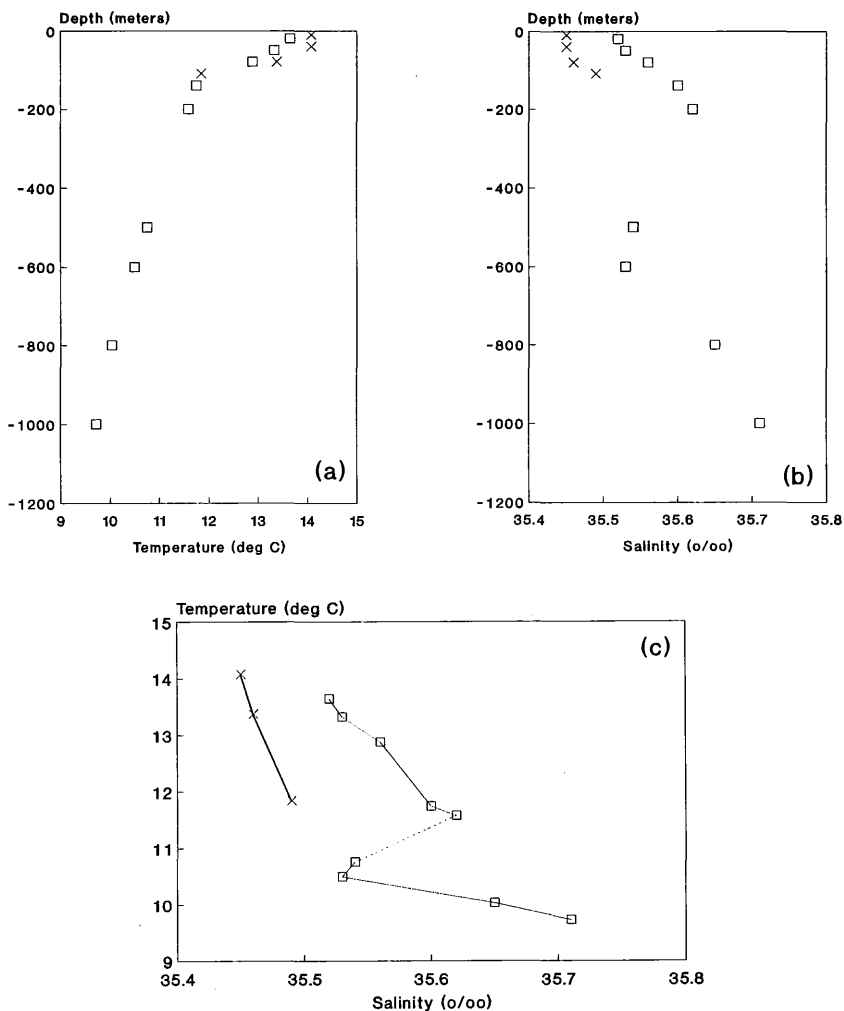 Depth (meters)
0
-200
-400
-600
-800
-1000
-1200
9 10 11 12 13 14 15
Temperature (deg C)
(a)
Depth (meters)
0
-200
-400
-600
-800
-1000
-1200
35.4 35.5 35.6 35.7 35.8
Salinity (o/oo)
(b)
Temperature (deg C)
15
14
13
12
11
10
9
35.4 35.5 35.6 35.7 35.8
Salinity (o/oo)
(c)